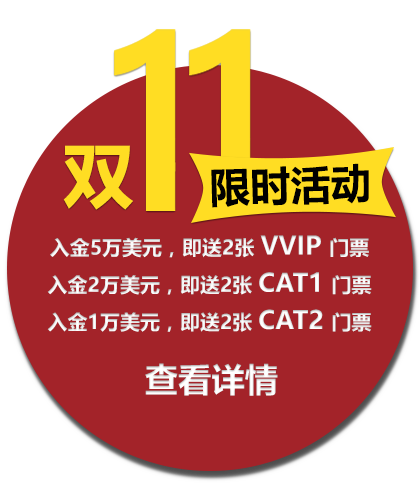 双11
限时活动
入金5万美元，即送2张 VVIP 门票
入金2万美元，即送2张 CAT1 门票
入金1万美元，即送2张 CAT2 门票
查看详情